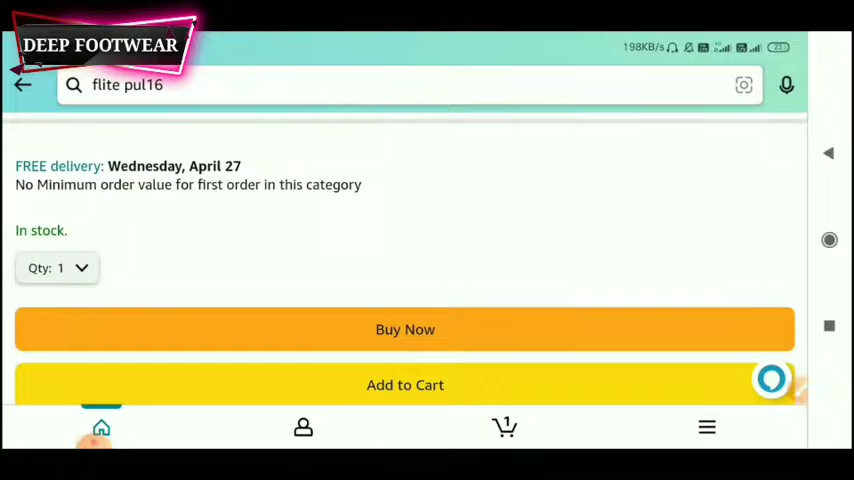 DEEP FOOTWEAR
198KB/s
flite pul16
FREE delivery: Wednesday, April 27
No Minimum order value for first order in this category
In stock.
Qty: 1
Buy Now
Add to Cart
1